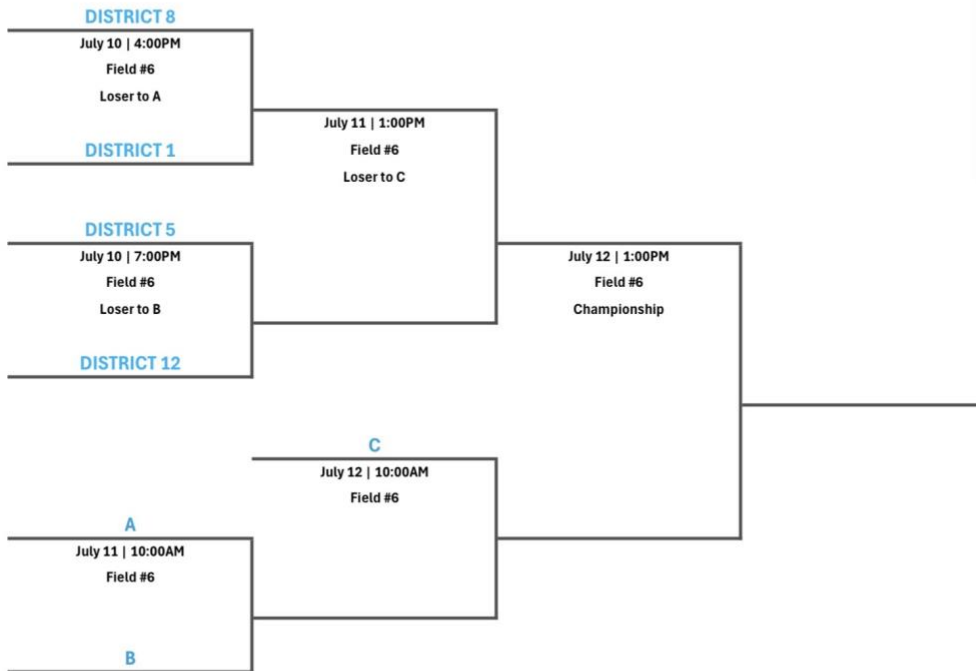 DISTRICT 8
July 10 | 4:00PM
Field #6
Loser to A
DISTRICT 1
July 11 | 1:00PM
Field #6
Loser to C
DISTRICT 5
July 10 | 7:00PM
Field #6
Loser to B
DISTRICT 12
July 12 | 1:00PM
Field #6
Championship
C
July 12 | 10:00AM
Field #6
A
July 11 | 10:00AM
Field #6
B